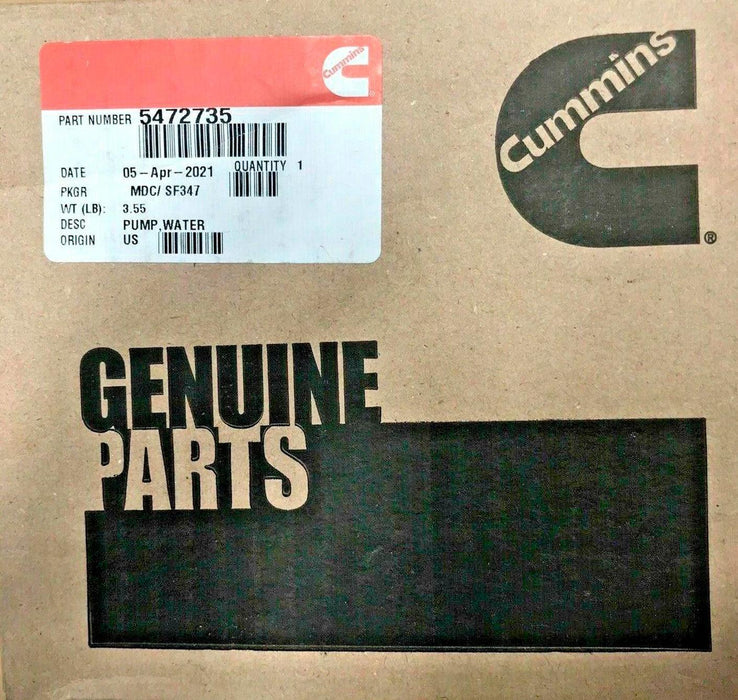 Cummins
PART NUMBER 5472735
DATE 05-Apr-2021 QUANTITY 1
PKGR MDC/ SF347
WT (LB): 3.55
DESC PUMP,WATER
ORIGIN US
Cummins
®
GENUINE
PARTS